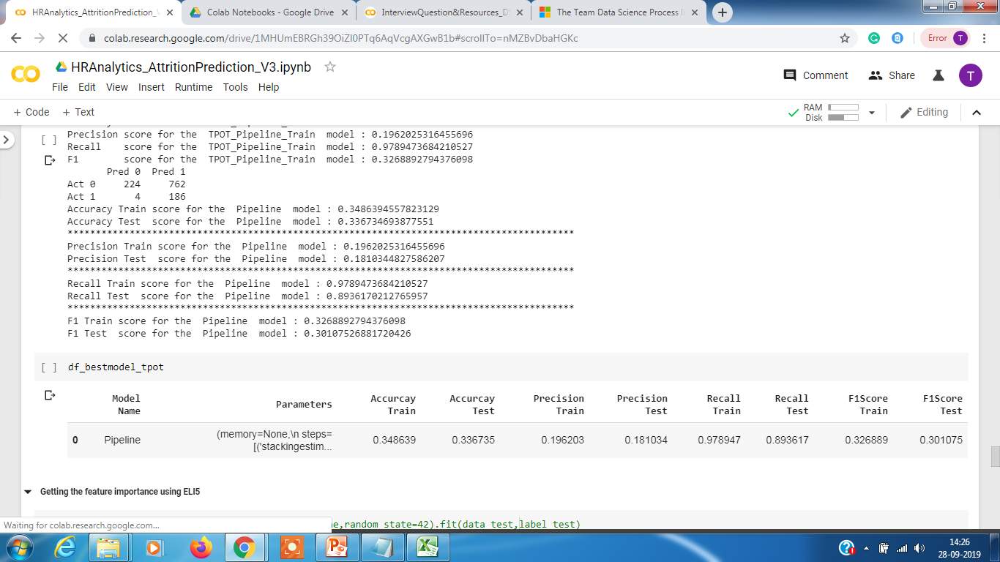 HRAnalytics_AttritionPrediction_V
Colab Notebooks - Google Drive
InterviewQuestion&Resources_D
The Team Data Science Process li
colab.research.google.com/drive/1MHUmEBRGh39OiZl0PTq6AqVcgAXGwB1b#scrollTo=nMZBvDbaHGKc
Error T
HRAnalytics_AttritionPrediction_V3.ipynb
Comment Share T
File Edit View Insert Runtime Tools Help
+ Code + Text
RAM
Disk
Editing
[ ] Precision score for the TPOT_Pipeline_Train model : 0.1962025316455696
Recall score for the TPOT_Pipeline_Train model : 0.9789473684210527
F1 score for the TPOT_Pipeline_Train model : 0.3268892794376098
Pred 0 Pred 1
Act 0 224 762
Act 1 4 186
Accuracy Train score for the Pipeline model : 0.3486394557823129
Accuracy Test score for the Pipeline model : 0.336734693877551
******************************************************************************************
Precision Train score for the Pipeline model : 0.1962025316455696
Precision Test score for the Pipeline model : 0.1810344827586207
******************************************************************************************
Recall Train score for the Pipeline model : 0.9789473684210527
Recall Test score for the Pipeline model : 0.8936170212765957
******************************************************************************************
F1 Train score for the Pipeline model : 0.3268892794376098
F1 Test score for the Pipeline model : 0.30107526881720426
[ ] df_bestmodel_tpot
Model Name Parameters Accurcay Train Accurcay Test Precision Train Precision Test Recall Train Recall Test F1Score Train F1Score Test
0 Pipeline (memory=None,\n steps=[('stackingestim... 0.348639 0.336735 0.196203 0.181034 0.978947 0.893617 0.326889 0.301075
Getting the feature importance using ELI5
e,random_state=42).fit(data_test,label_test)
Waiting for colab.research.google.com...
14:26
28-09-2019